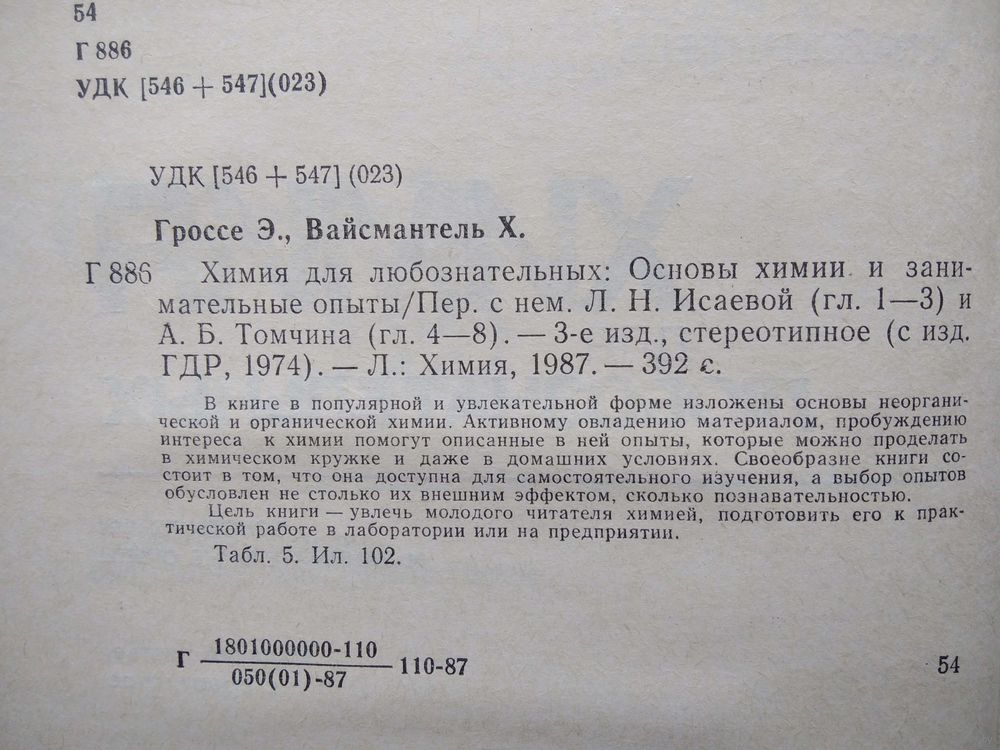 54
Г 886
УДК [546 + 547](023)
УДК [546 + 547] (023)
Гроссе Э., Вайсмантель Х.
Г 886 Химия для любознательных: Основы химии и зани-
мательные опыты/Пер. с нем. Л. Н. Исаевой (гл. 1—3) и
А. Б. Томчина (гл. 4—8). — 3-е изд., стереотипное (с изд.
ГДР, 1974). — Л.: Химия, 1987. — 392 с.
В книге в популярной и увлекательной форме изложены основы неоргани-
ческой и органической химии. Активному овладению материалом, пробуждению
интереса к химии помогут описанные в ней опыты, которые можно проделать
в химическом кружке и даже в домашних условиях. Своеобразие книги со-
стоит в том, что она доступна для самостоятельного изучения, а выбор опытов
обусловлен не столько их внешним эффектом, сколько познавательностью.
Цель книги — увлечь молодого читателя химией, подготовить его к прак-
тической работе в лаборатории или на предприятии.
Табл. 5. Ил. 102.
1801000000-110
Г 110-87
050(01)-87
54